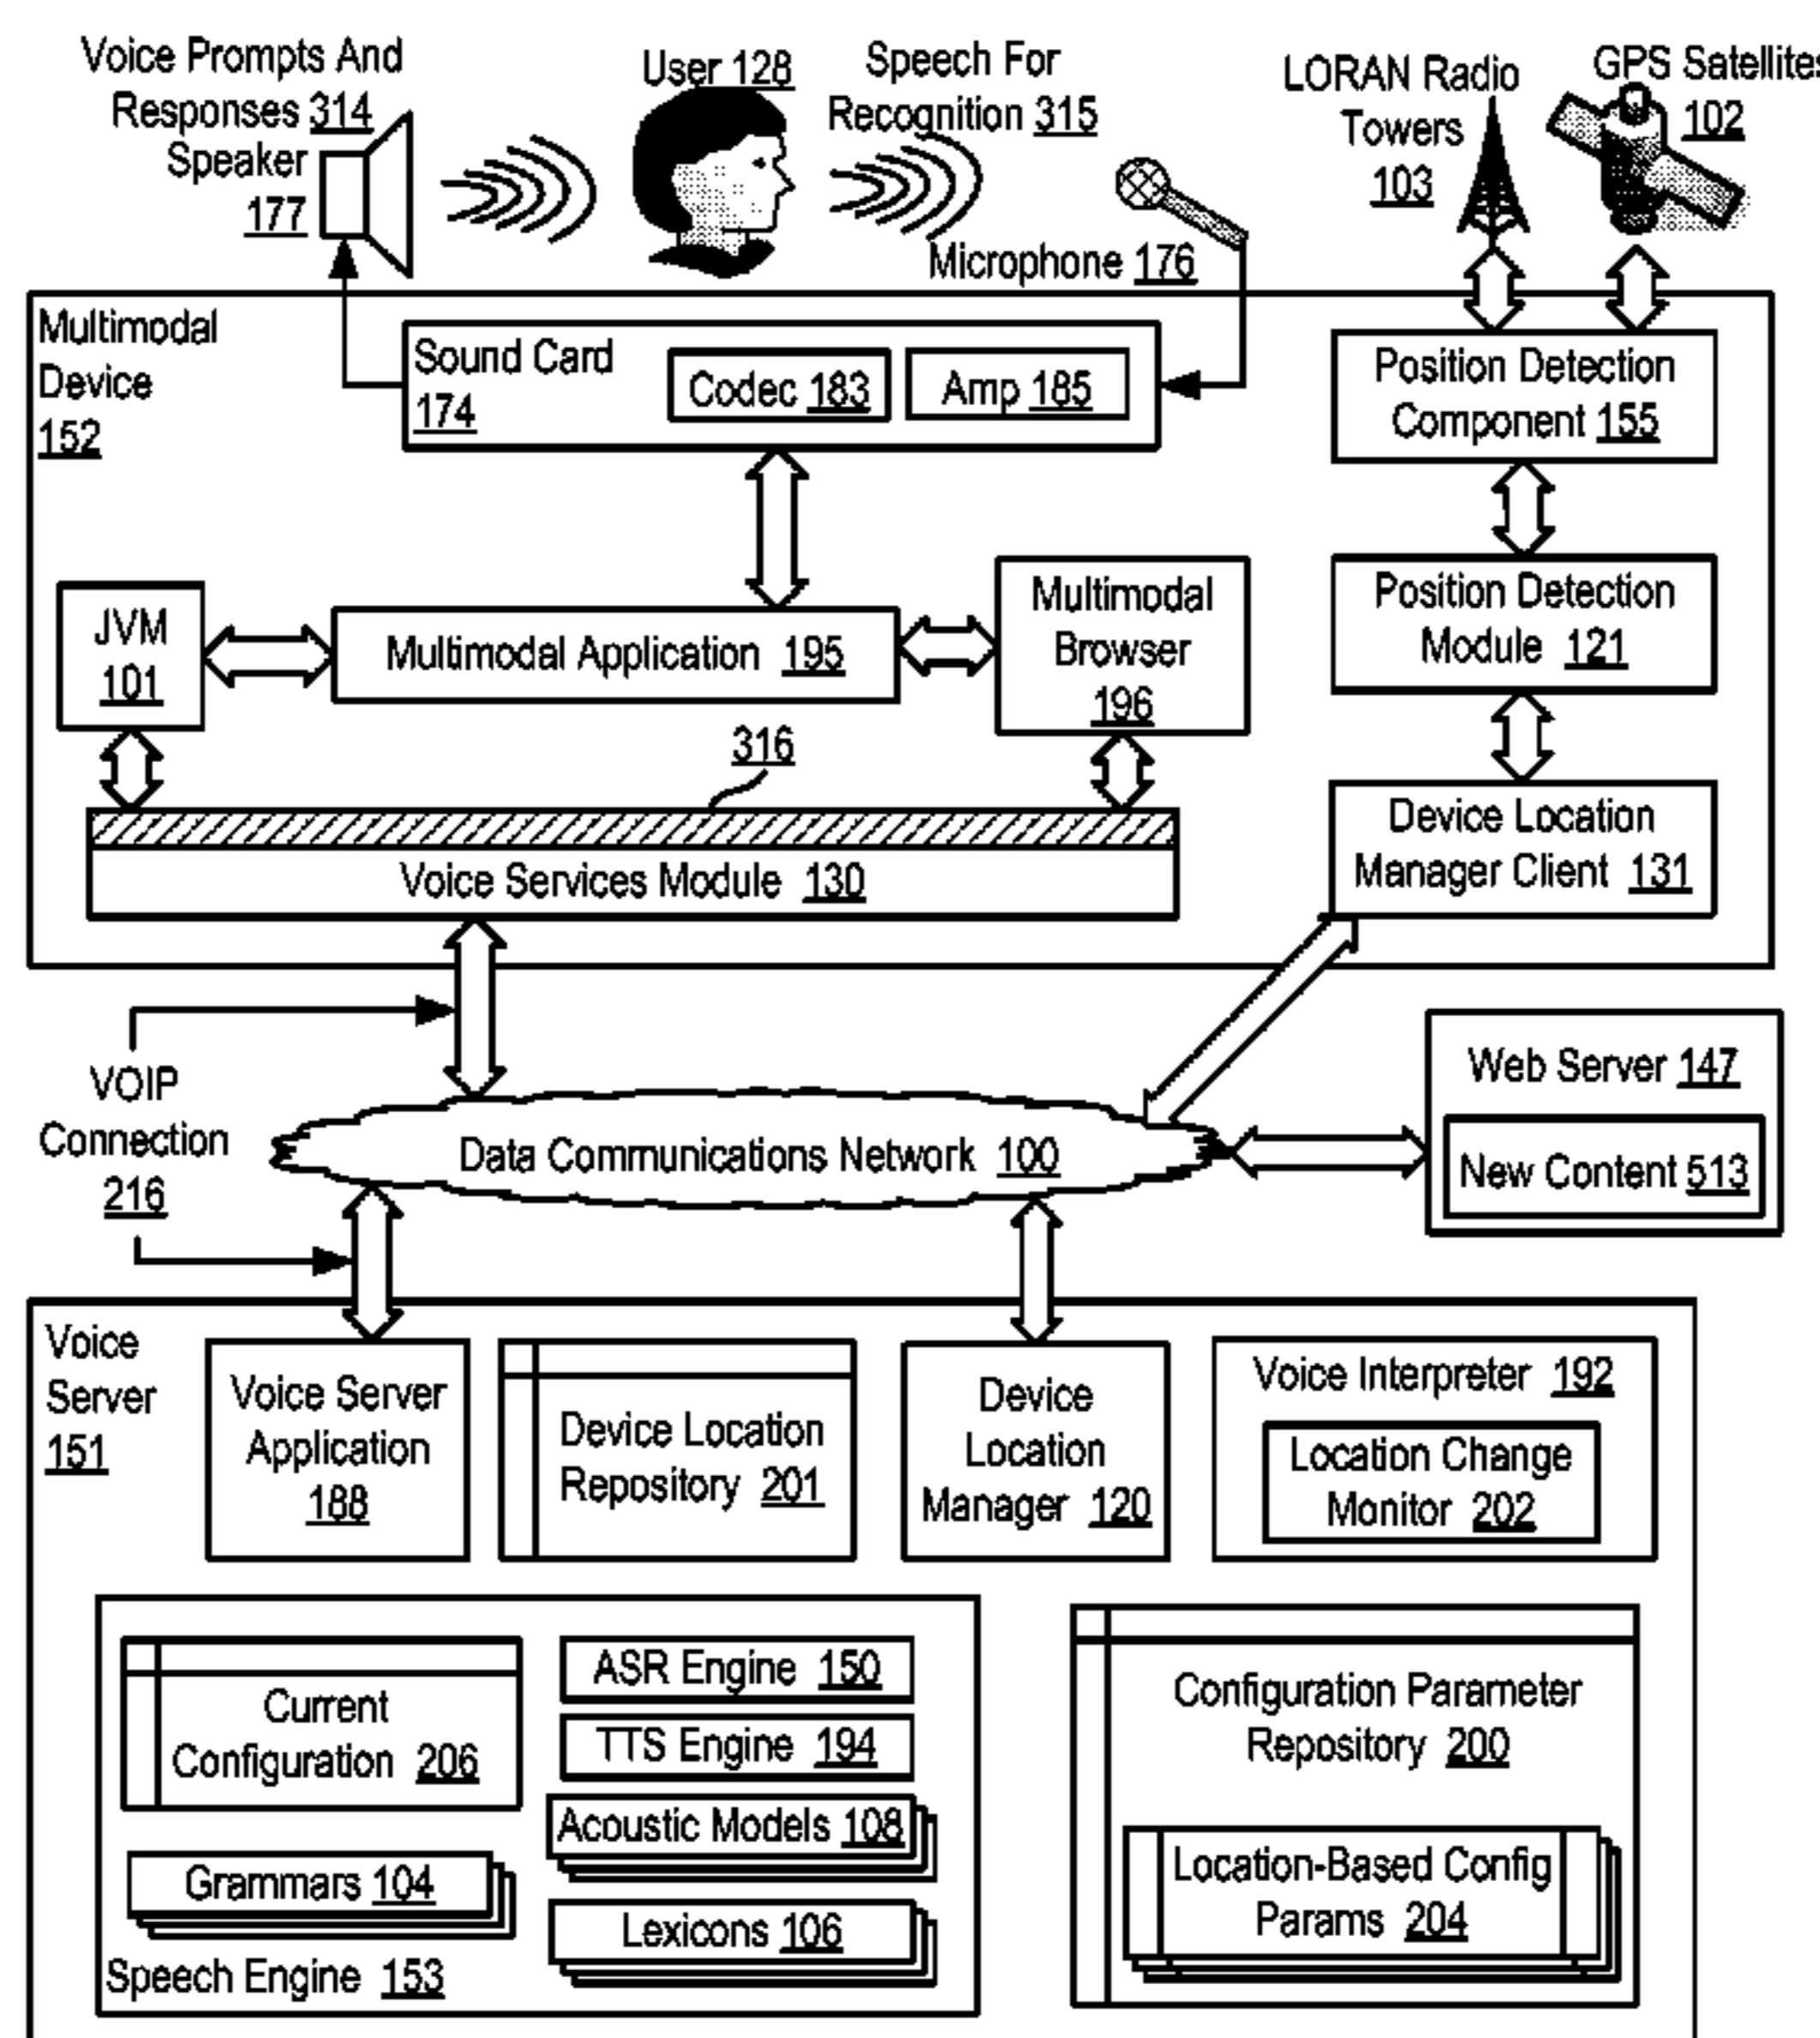 Voice Prompts And
Responses 314
Speaker
177
User 128
Speech For
Recognition 315
Microphone 176
LORAN Radio
Towers
103
GPS Satellites
102
Multimodal
Device
152
Sound Card
174
Codec 183
Amp 185
Position Detection
Component 155
JVM
101
Multimodal Application 195
Multimodal
Browser
196
Position Detection
Module 121
316
Voice Services Module 130
Device Location
Manager Client 131
VOIP
Connection
216
Data Communications Network 100
Web Server 147
New Content 513
Voice
Server
151
Voice Server
Application
188
Device Location
Repository 201
Device
Location
Manager 120
Voice Interpreter 192
Location Change
Monitor 202
Current
Configuration 206
ASR Engine 150
TTS Engine 194
Acoustic Models 108
Grammars 104
Lexicons 106
Speech Engine 153
Configuration Parameter
Repository 200
Location-Based Config
Params 204